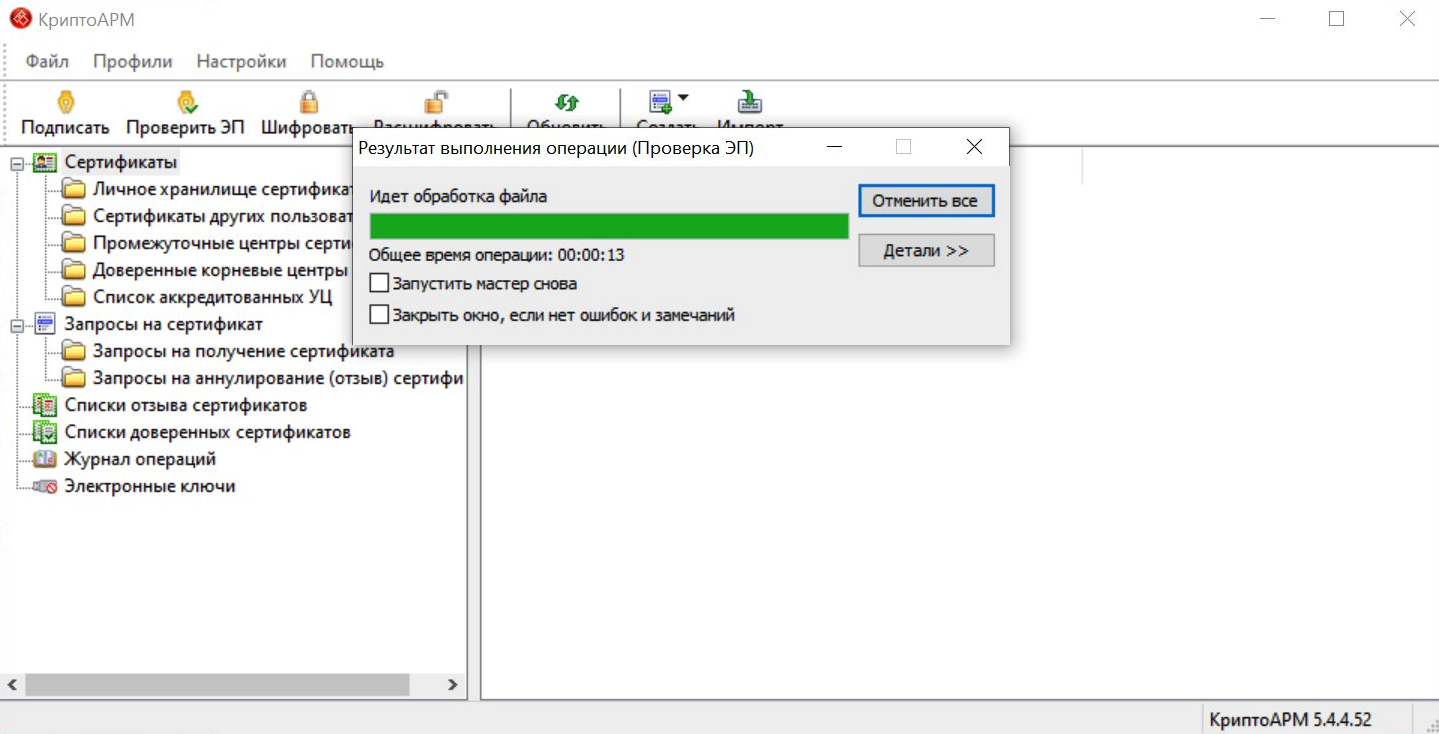 КриптоАРМ
Файл Профили Настройки Помощь
Подписать Проверить ЭП Шифровать Расшифровать Обновить Создать Импорт
Результат выполнения операции (Проверка ЭП)
Идет обработка файла
Отменить все
Общее время операции: 00:00:13
Детали >>
Запустить мастер снова
Закрыть окно, если нет ошибок и замечаний
Сертификаты
Личное хранилище сертификат
Сертификаты других пользоват
Промежуточные центры серти
Доверенные корневые центры
Список аккредитованных УЦ
Запросы на сертификат
Запросы на получение сертификата
Запросы на аннулирование (отзыв) сертифи
Списки отзыва сертификатов
Списки доверенных сертификатов
Журнал операций
Электронные ключи
КриптоАРМ 5.4.4.52